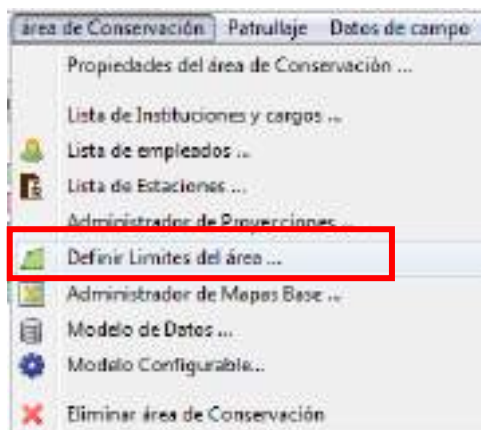 área de Conservación Patrullaje Datos de campo
Propiedades del área de Conservación ...
Lista de Instituciones y cargos ...
Lista de empleados ...
Lista de Estaciones ...
Administrador de Proyecciones ...
Definir Limites del área ...
Administrador de Mapas Base ...
Modelo de Datos ...
Modelo Configurable...
Eliminar área de Conservación